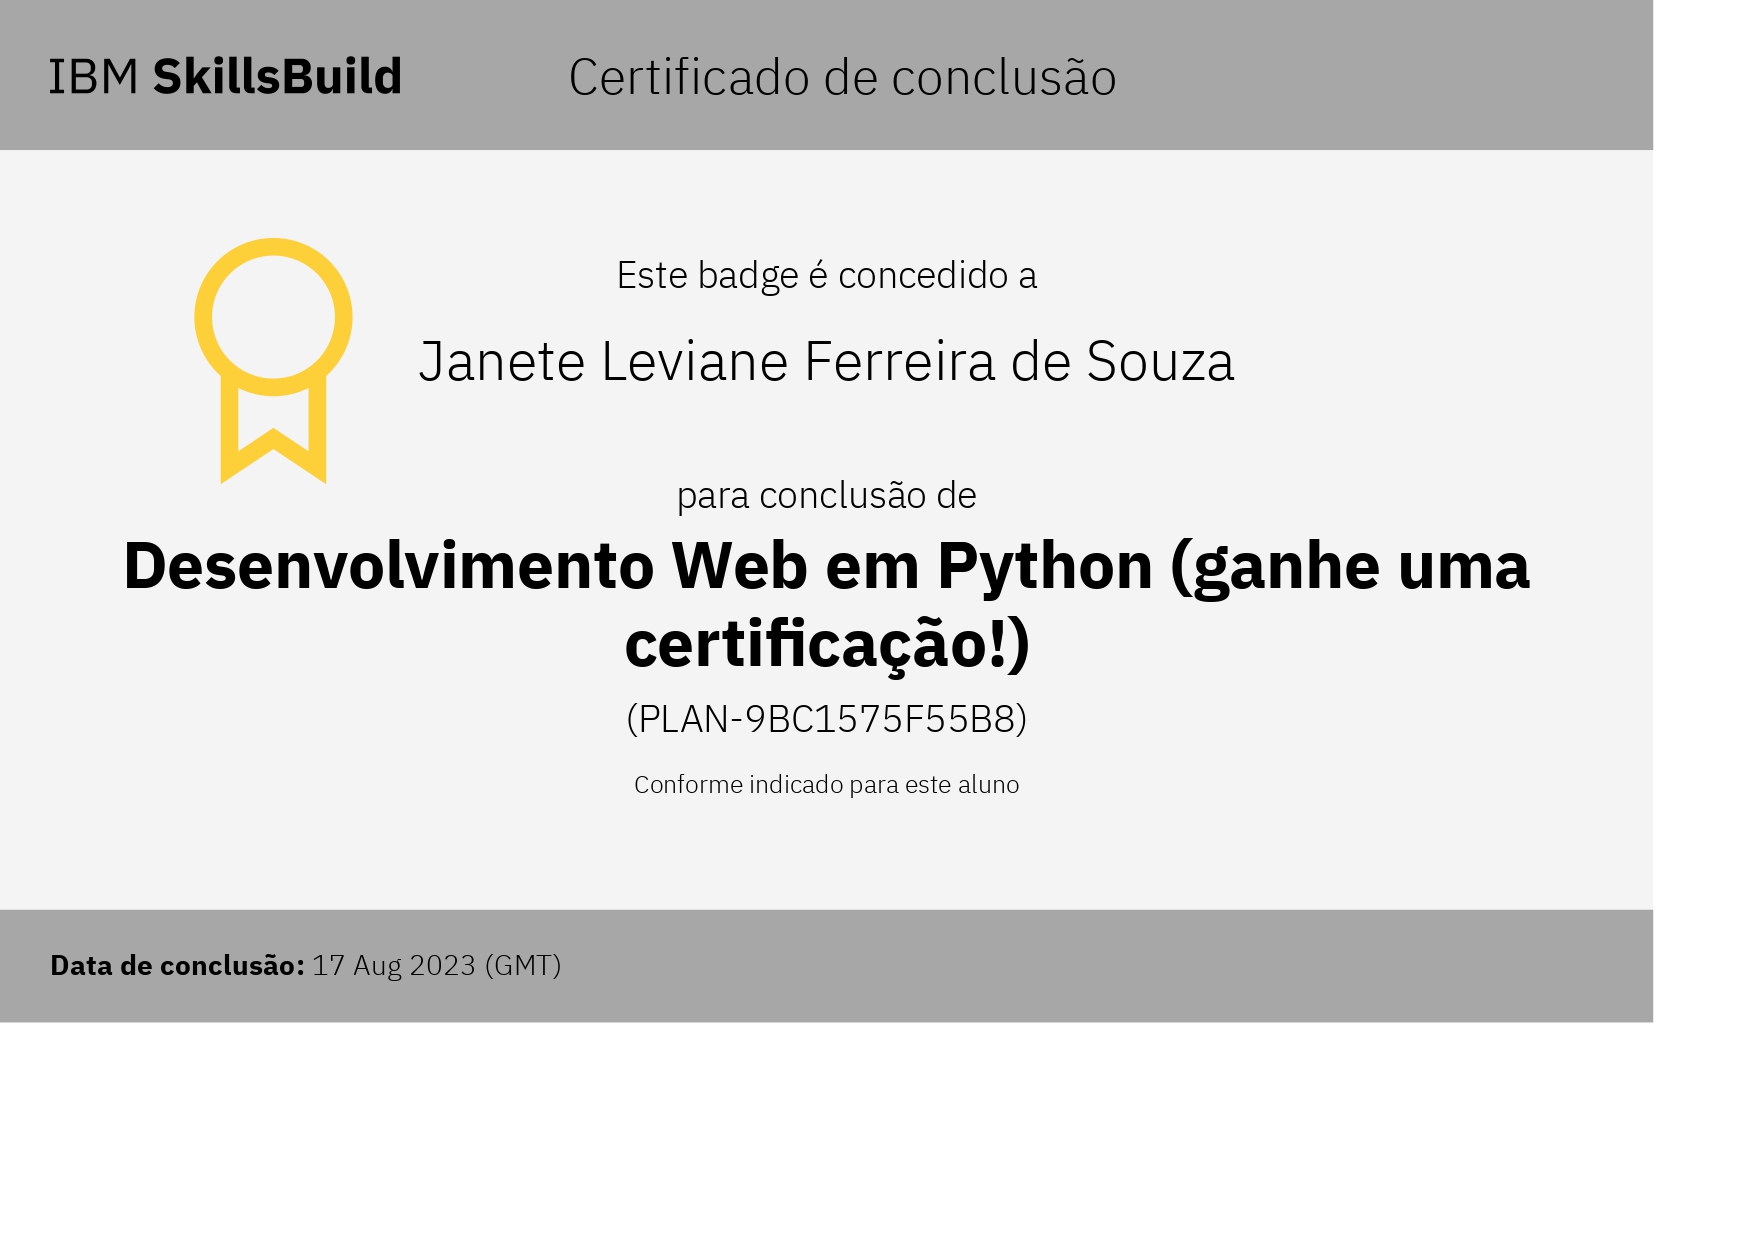 IBM SkillsBuild
Certificado de conclusão
Este badge é concedido a
Janete Leviane Ferreira de Souza
para conclusão de
Desenvolvimento Web em Python (ganhe uma
certificação!)
(PLAN-9BC1575F55B8)
Conforme indicado para este aluno
Data de conclusão: 17 Aug 2023 (GMT)